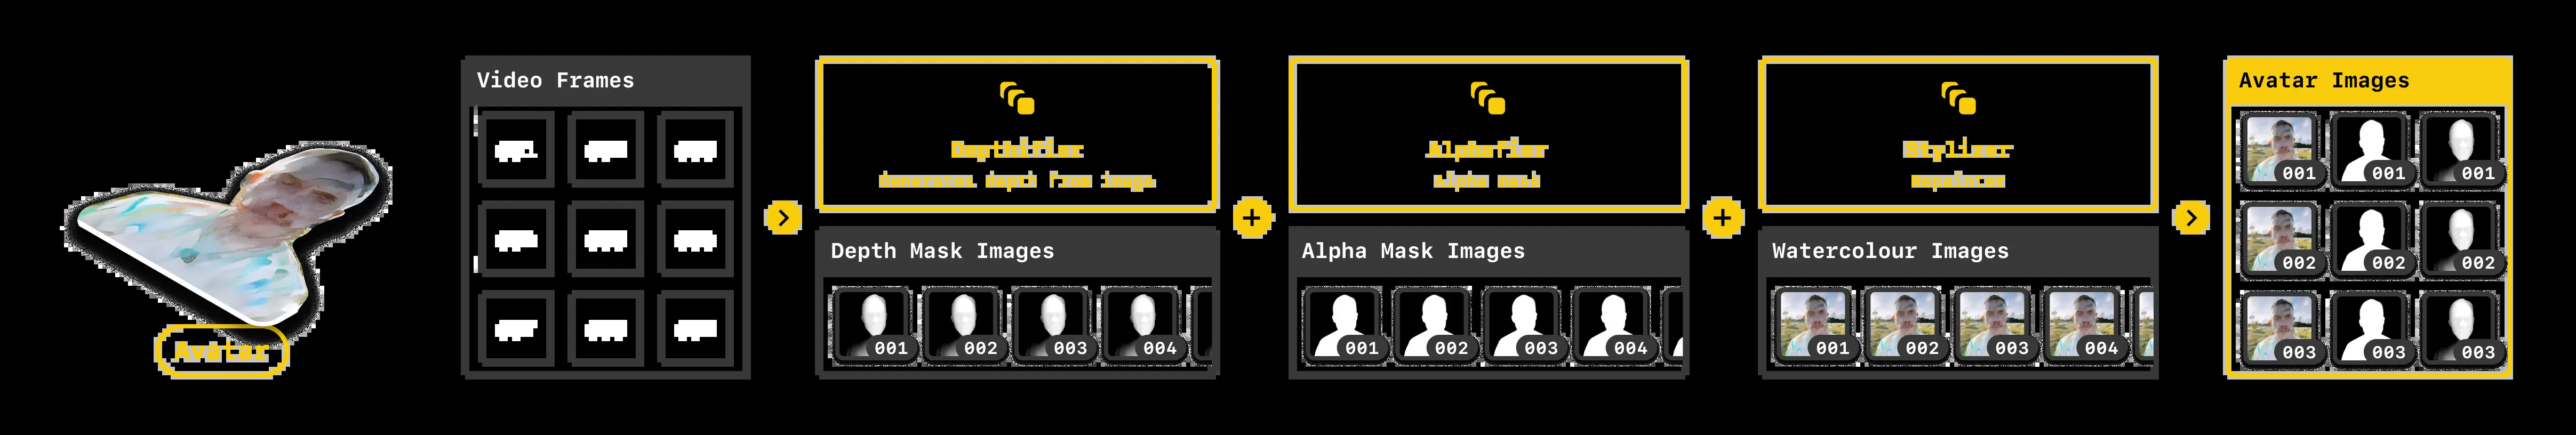 Avatar
Video Frames
Depthifier
Generates depth from image
Depth Mask Images
001 002 003 004
Alphafier
Alpha mask
Alpha Mask Images
001 002 003 004
Stylizer
Repainter
Watercolour Images
001 002 003 004
Avatar Images
001 001 001
002 002 002
003 003 003